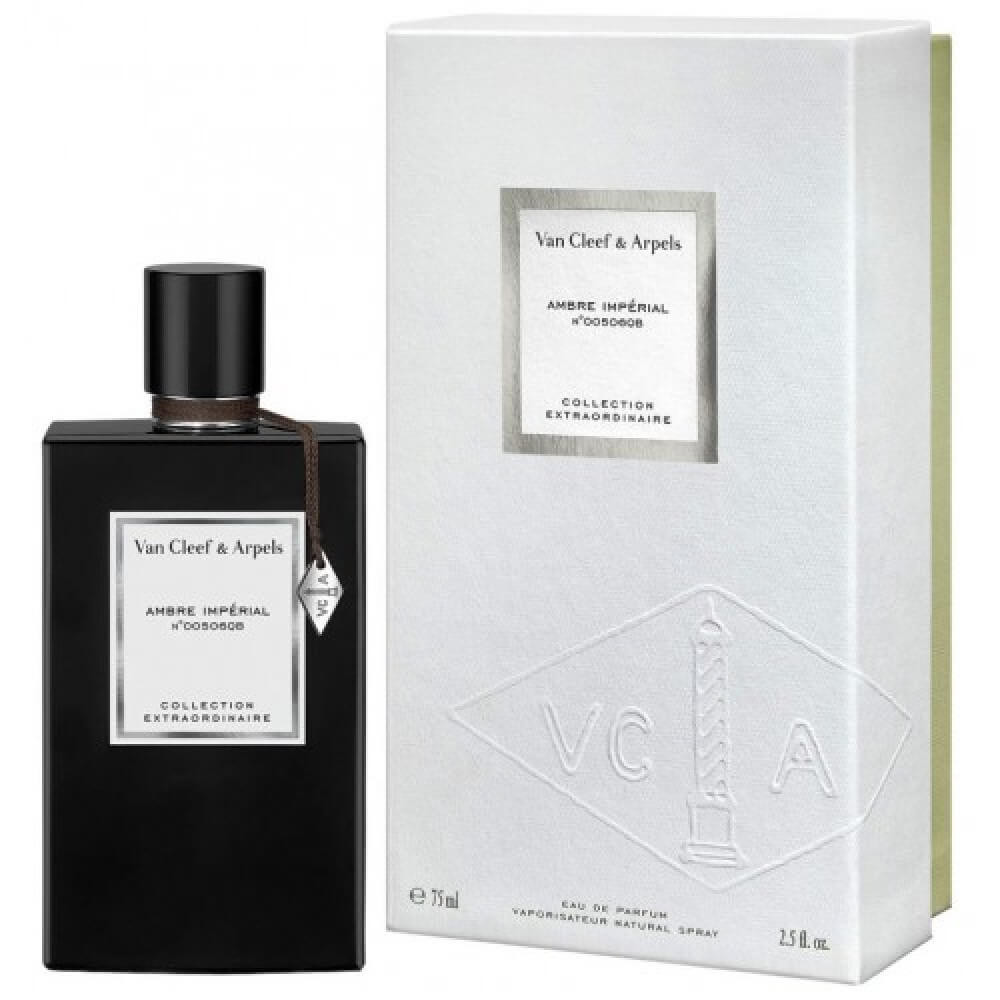 Van Cleef & Arpels
AMBRE IMPÉRIAL
N°0050608
COLLECTION
EXTRAORDINAIRE
VC A
Van Cleef & Arpels
AMBRE IMPÉRIAL
N°0050608
COLLECTION
EXTRAORDINAIRE
VC A
℮ 75 ml
EAU DE PARFUM
VAPORISATEUR NATURAL SPRAY
2.5 fl. oz.